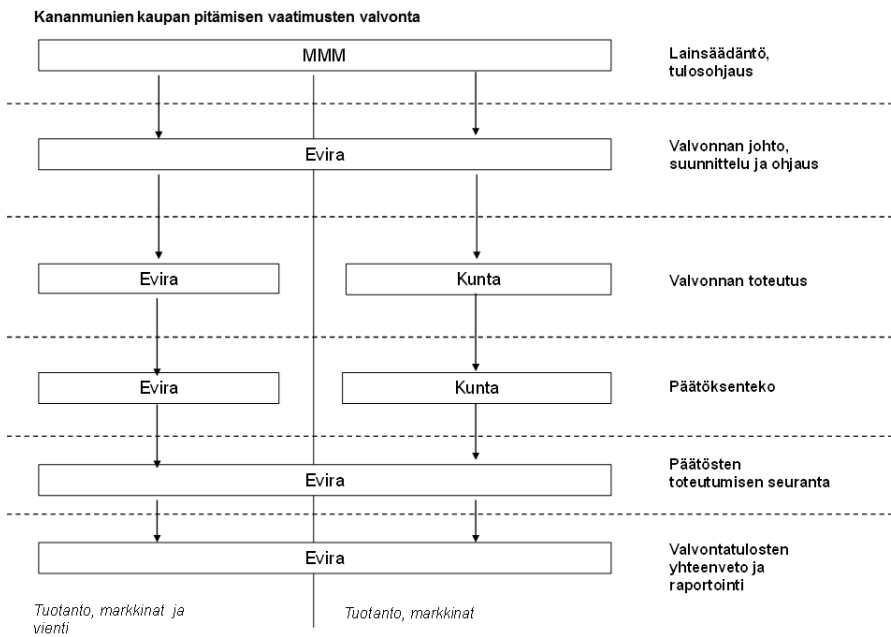 Kananmunien kaupan pitämisen vaatimusten valvonta
MMM
Lainsäädäntö,
tulosohjaus
Evira
Valvonnan johto,
suunnittelu ja ohjaus
Evira
Kunta
Valvonnan toteutus
Evira
Kunta
Päätöksenteko
Evira
Päätösten
toteutumisen seuranta
Evira
Valvontatulosten
yhteenveto ja
raportointi
Tuotanto, markkinat ja
vienti
Tuotanto, markkinat